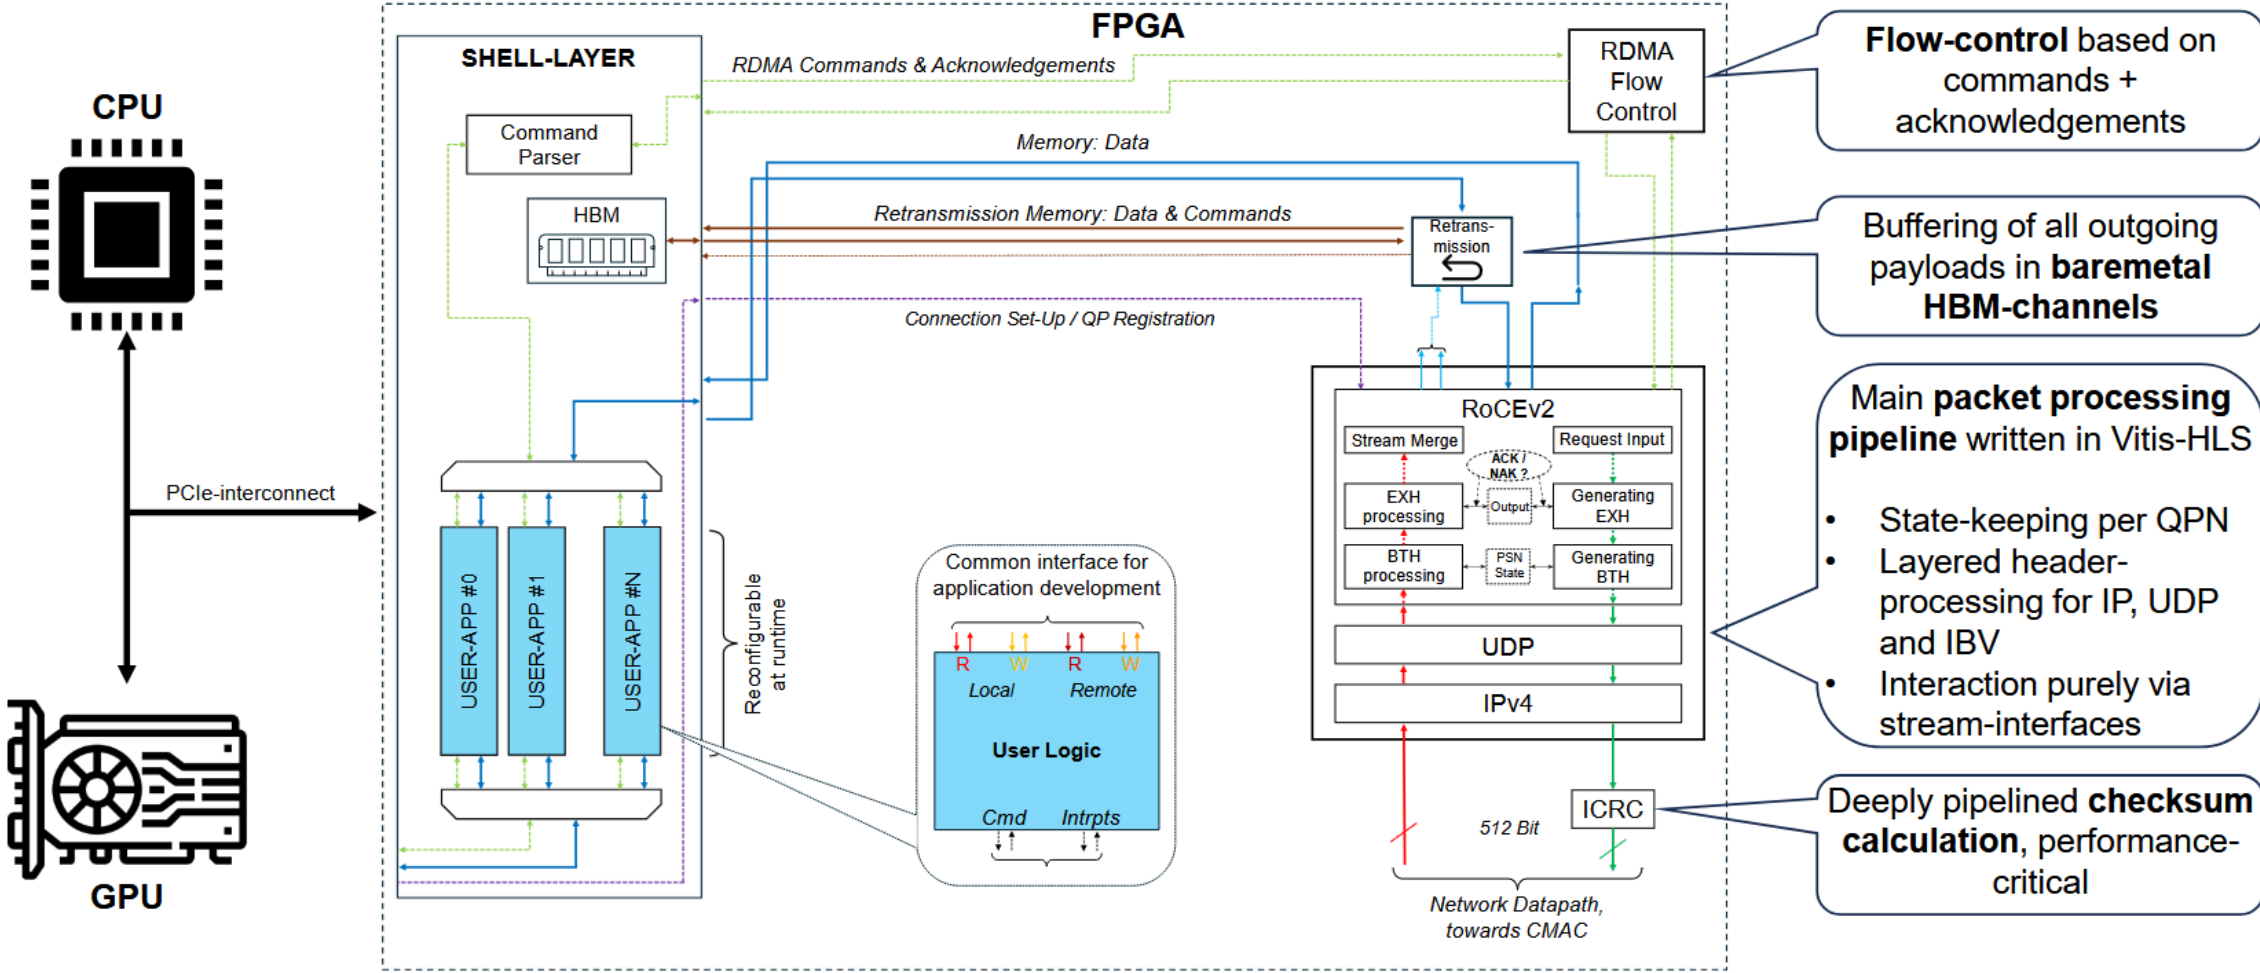 FPGA
SHELL-LAYER
CPU
PCIe-interconnect
GPU
Command
Parser
HBM
USER-APP #0
USER-APP #1
USER-APP #N
Reconfigurable
at runtime
RDMA Commands & Acknowledgements
Memory: Data
Retransmission Memory: Data & Commands
Connection Set-Up / QP Registration
Common interface for
application development
R W R W
Local Remote
User Logic
Cmd Intrpts
RDMA
Flow
Control
Retrans-
mission
RoCEv2
Stream Merge
Request Input
ACK /
NAK ?
EXH
processing
Output
Generating
EXH
BTH
processing
PSN
State
Generating
BTH
UDP
IPv4
ICRC
512 Bit
Network Datapath,
towards CMAC
Flow-control based on
commands +
acknowledgements
Buffering of all outgoing
payloads in baremetal
HBM-channels
Main packet processing
pipeline written in Vitis-HLS
• State-keeping per QPN
• Layered header-
processing for IP, UDP
and IBV
• Interaction purely via
stream-interfaces
Deeply pipelined checksum
calculation, performance-
critical